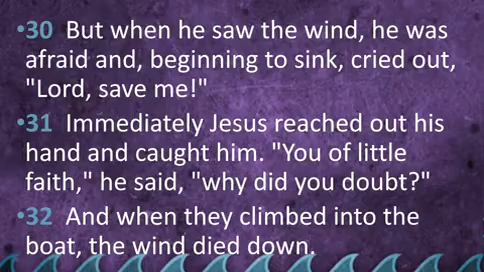 •30 But when he saw the wind, he was
afraid and, beginning to sink, cried out,
"Lord, save me!"
•31 Immediately Jesus reached out his
hand and caught him. "You of little
faith," he said, "why did you doubt?"
•32 And when they climbed into the
boat, the wind died down.